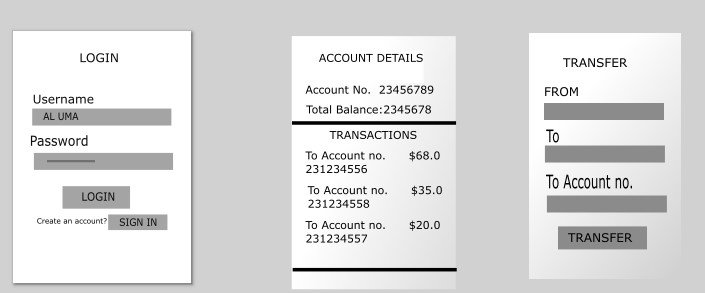 LOGIN
Username
AL UMA
Password
LOGIN
Create an account? SIGN IN
ACCOUNT DETAILS
Account No. 23456789
Total Balance:2345678
TRANSACTIONS
To Account no. $68.0
231234556
To Account no. $35.0
231234558
To Account no. $20.0
231234557
TRANSFER
FROM
To
To Account no.
TRANSFER